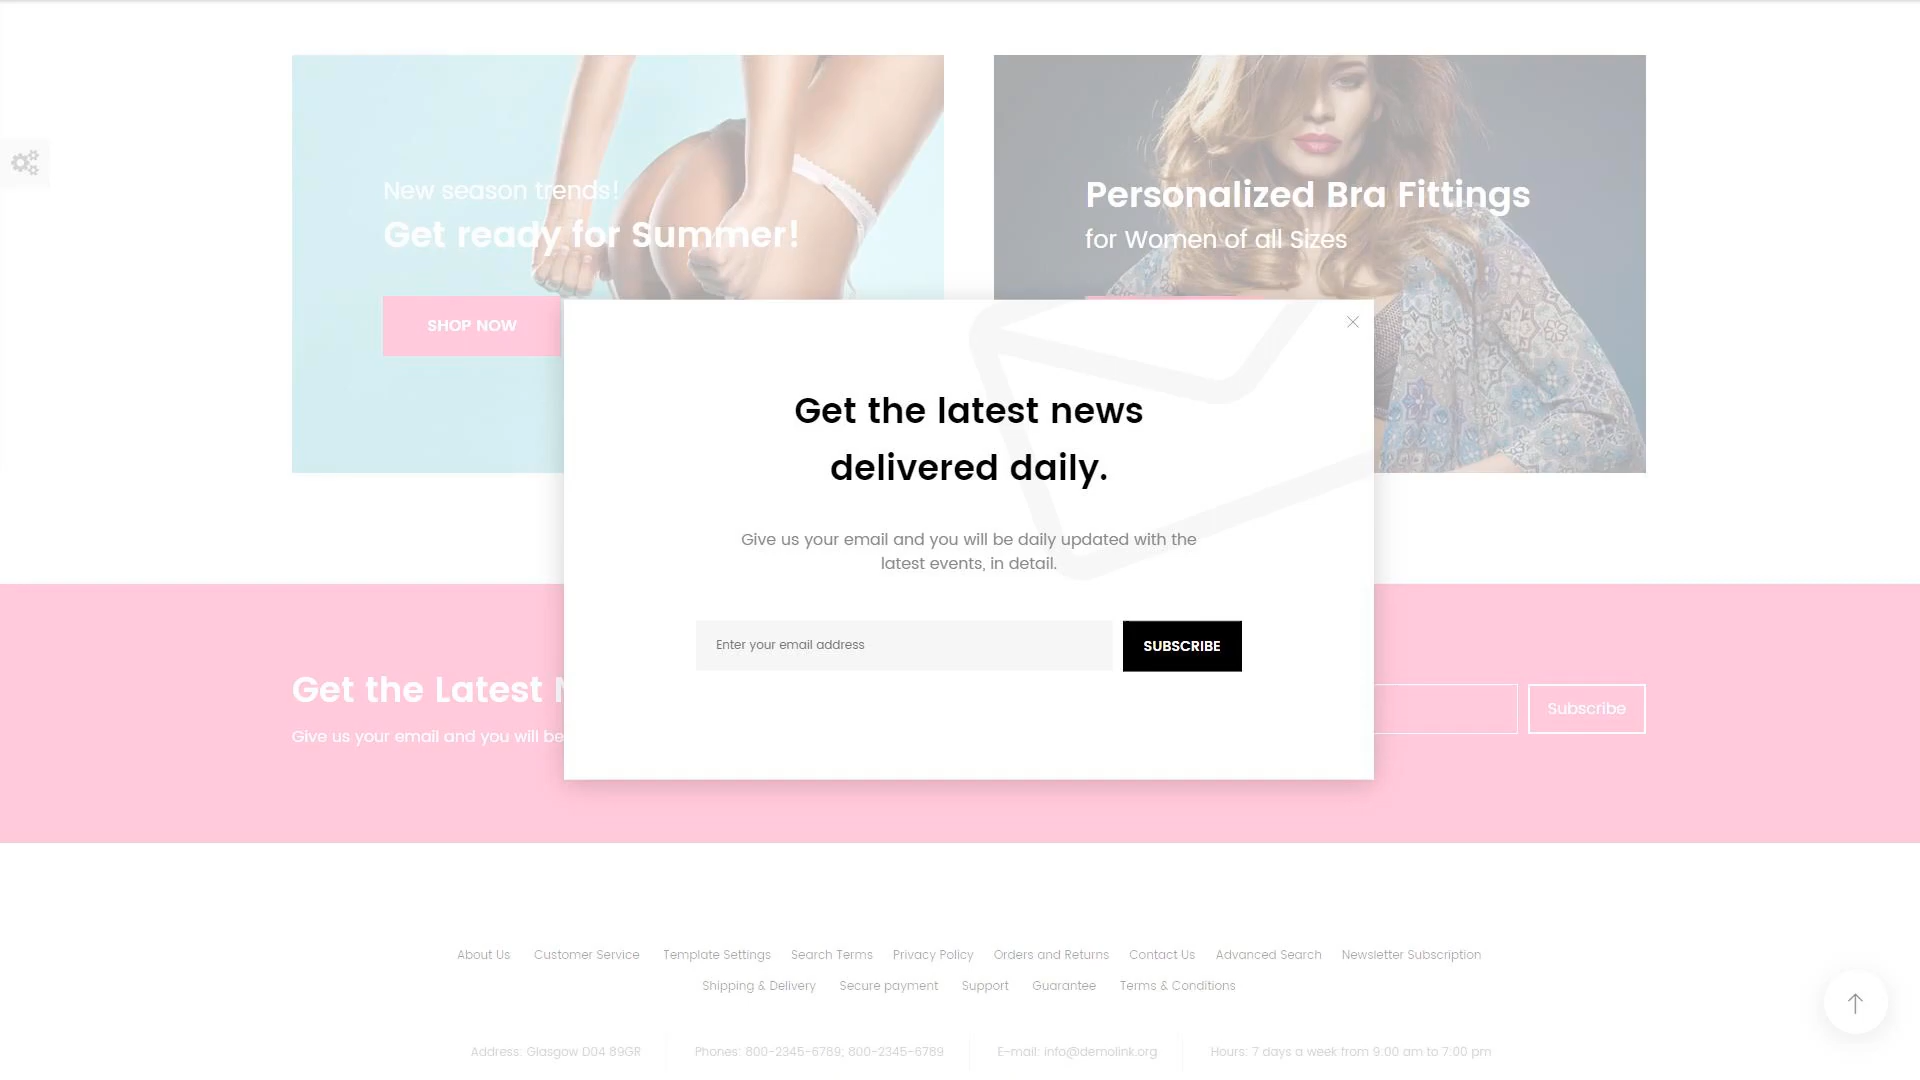 New season trends!
Get ready for Summer!
SHOP NOW
Personalized Bra Fittings
for Women of all Sizes
Get the latest news
delivered daily.
Give us your email and you will be daily updated with the
latest events, in detail.
Enter your email address
SUBSCRIBE
Get the Latest
Give us your email and you will be
Subscribe
About Us Customer Service Template Settings Search Terms Privacy Policy Orders and Returns Contact Us Advanced Search Newsletter Subscription
Shipping & Delivery Secure payment Support Guarantee Terms & Conditions
Address: Glasgow D04 89GR Phones: 800-2345-6789; 800-2345-6789 E-mail: info@demolink.org Hours: 7 days a week from 9:00 am to 7:00 pm